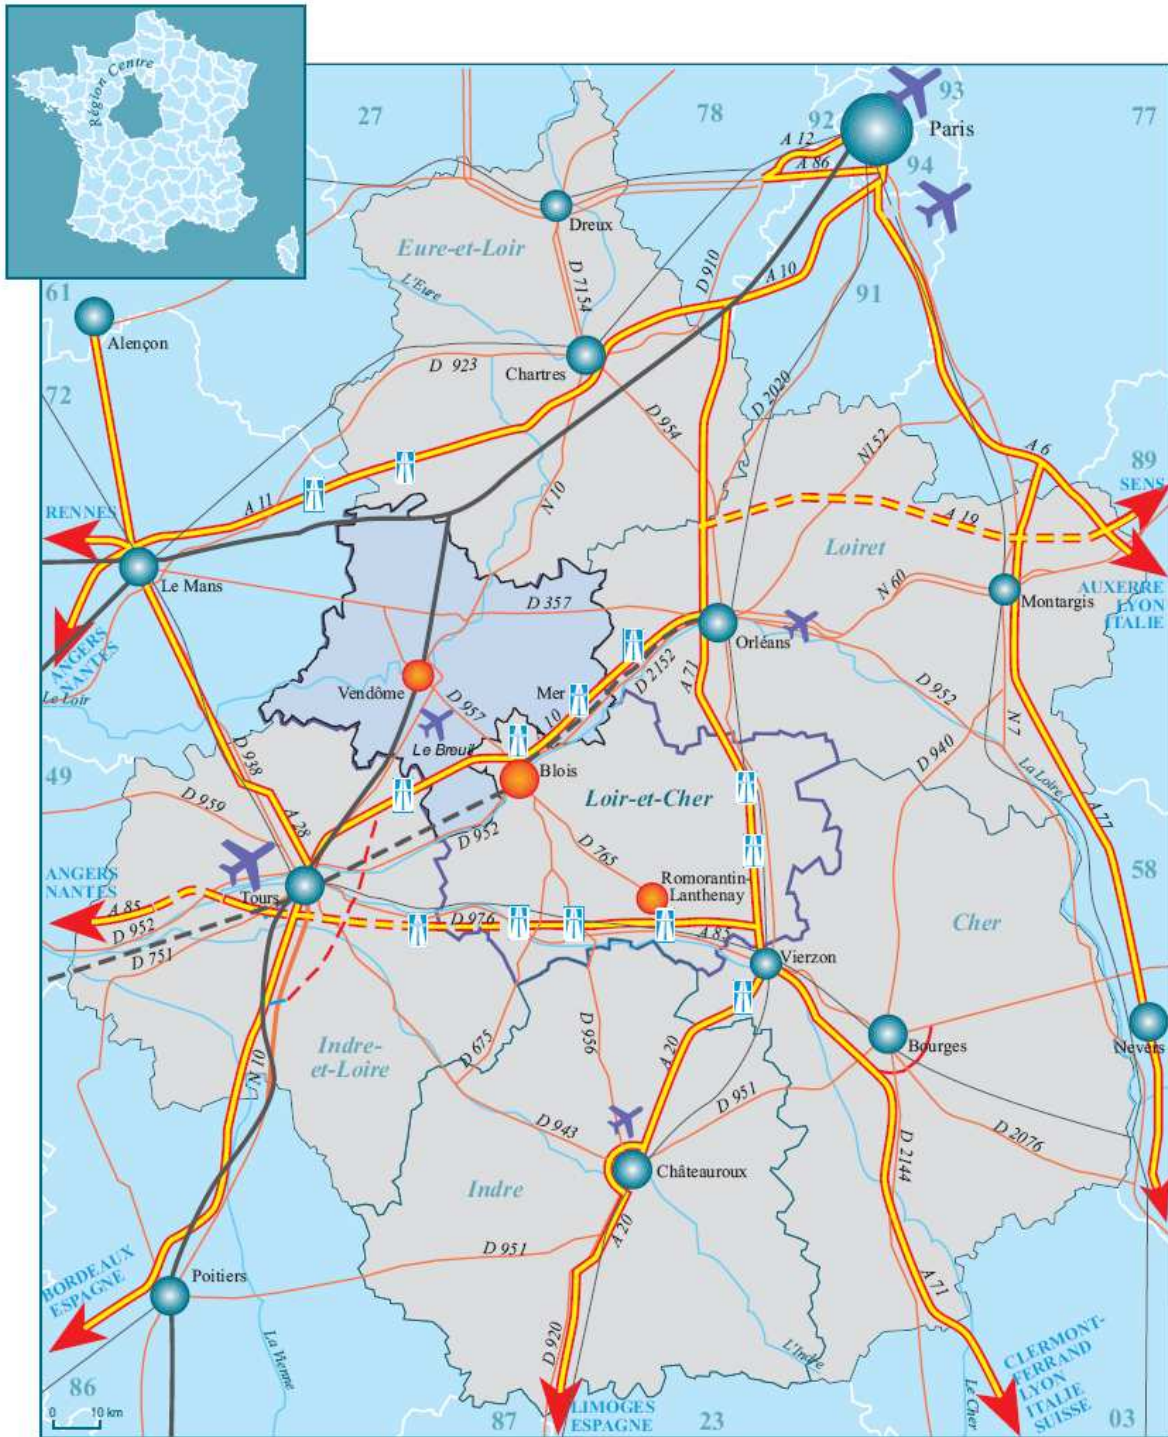 Région Centre
27
78
92
93
77
Paris
A 12
A 86
94
Dreux
Eure-et-Loir
L'Eure
D 7154
D 910
A 10
91
61
Alençon
Chartres
D 923
72
D 2020
D 954
N152
A 6
89
SENS
N 10
A 11
RENNES
A 19
Loiret
Le Mans
N 60
Montargis
AUXERRE
LYON
ITALIE
D 357
Orléans
ANGERS
NANTES
Le Loir
Vendôme
Mer
D 2152
A 71
D 957
10
D 952
N 7
Le Breuil
D 938
D 940
49
Blois
La Loire
Loir-et-Cher
D 959
A 28
D 952
A 77
D 765
58
ANGERS
NANTES
Romorantin-
Lanthenay
Tours
A 85
D 952
D 976
A 85
Cher
D 751
Vierzon
Indre-
et-Loire
D 675
D 956
A 20
Bourges
Nevers
N 10
D 951
D 943
D 2076
D 2144
Châteauroux
Indre
A 20
D 951
BORDEAUX
ESPAGNE
Poitiers
A 71
La Vienne
D 920
L'Indre
CLERMONT-
FERRAND
LYON
ITALIE
SUISSE
Le Cher
86
0 10 km
87
LIMOGES
ESPAGNE
23
03